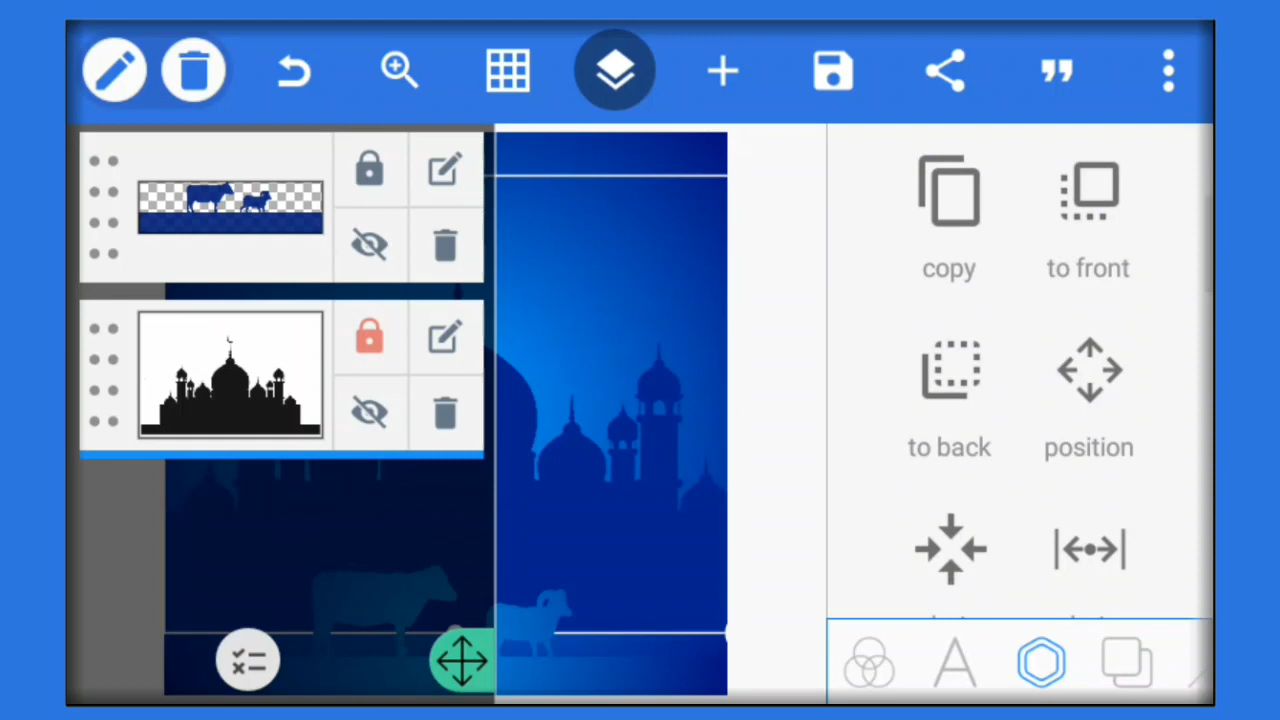 copy
to front
to back
position